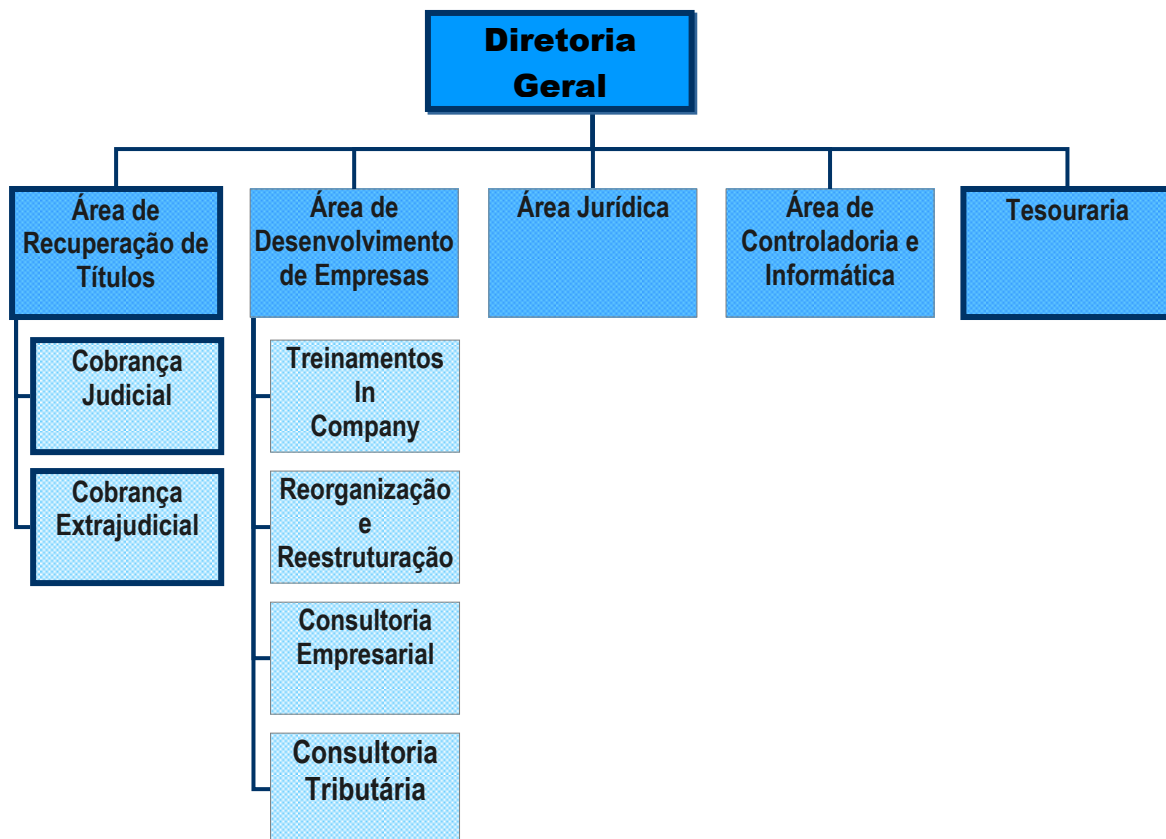 Diretoria
Geral
Área de
Recuperação de
Títulos
Área de
Desenvolvimento
de Empresas
Área Jurídica
Área de
Controladoria e
Informática
Tesouraria
Cobrança
Judicial
Cobrança
Extrajudicial
Treinamentos
In
Company
Reorganização
e
Reestruturação
Consultoria
Empresarial
Consultoria
Tributária